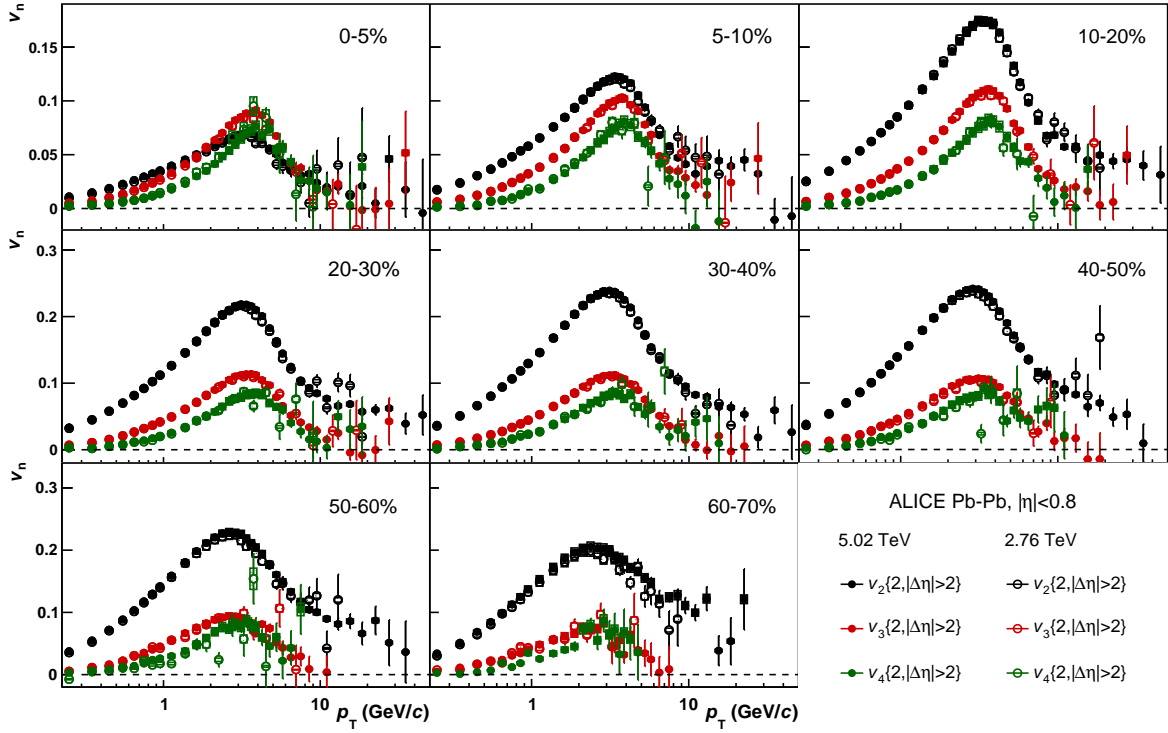 v_n
0-5%
5-10%
10-20%
0.15
0.1
0.05
0
v_n
20-30%
30-40%
40-50%
0.3
0.2
0.1
0
v_n
50-60%
60-70%
0.3
0.2
0.1
0
1
10
1
10
p_T (GeV/c)
p_T (GeV/c)
ALICE Pb-Pb, |η|<0.8
5.02 TeV 2.76 TeV
v_2{2,|Δη|>2} v_2{2,|Δη|>2}
v_3{2,|Δη|>2} v_3{2,|Δη|>2}
v_4{2,|Δη|>2} v_4{2,|Δη|>2}